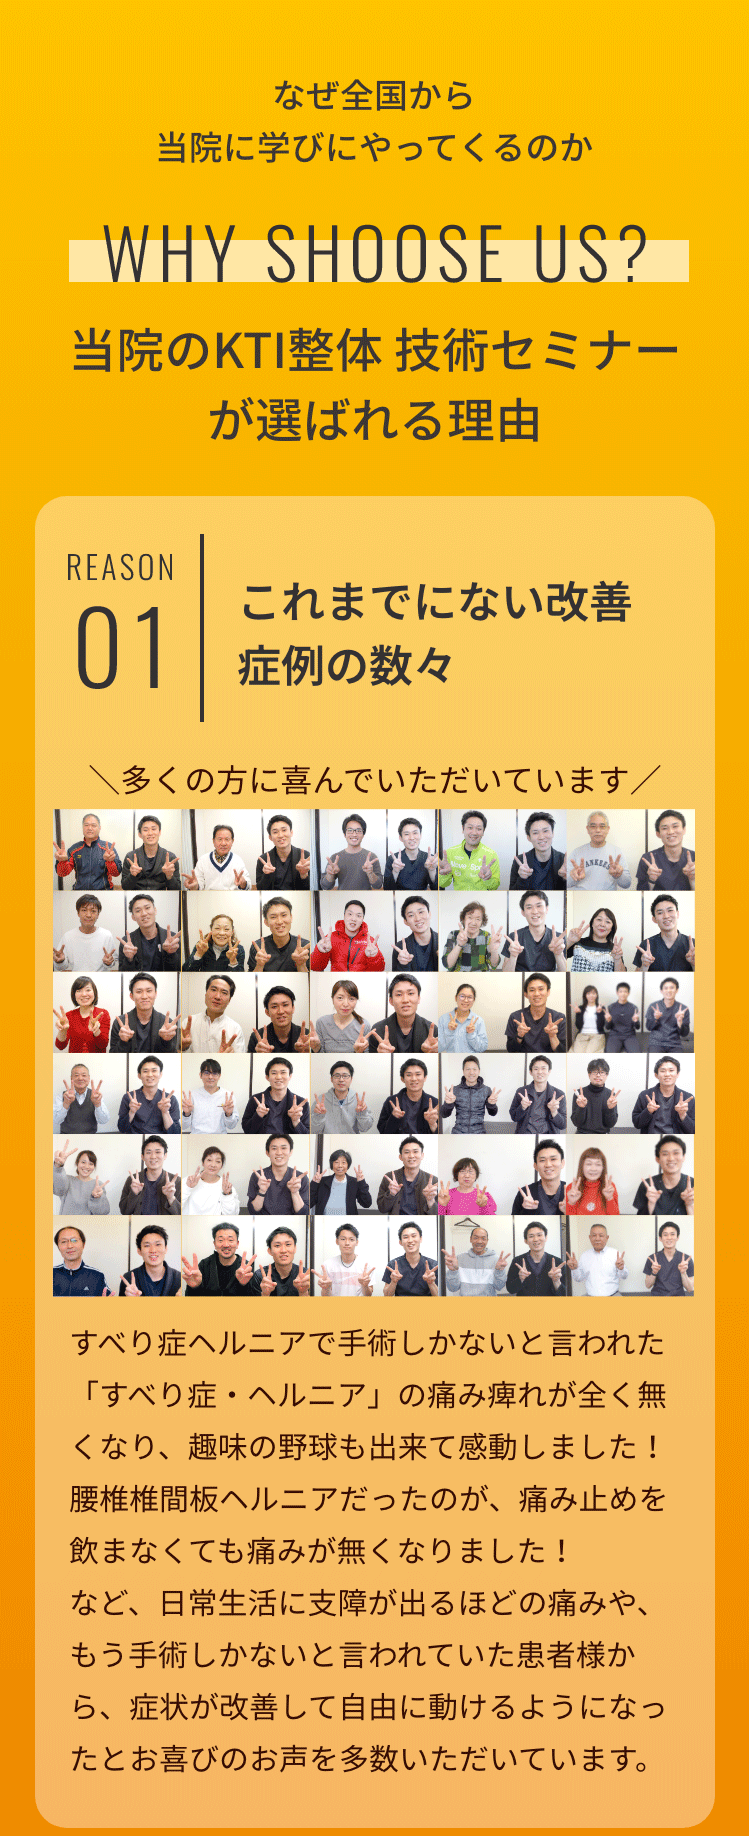 なぜ全国から
当院に学びにやってくるのか
WHY SHOOSE US?
当院のKTI整体 技術セミナー
が選ばれる理由
REASON
01
これまでにない改善
症例の数々
＼多くの方に喜んでいただいています／
すべり症ヘルニアで手術しかないと言われた
「すべり症・ヘルニア」の痛み痺れが全く無
くなり、趣味の野球も出来て感動しました！
腰椎椎間板ヘルニアだったのが、痛み止めを
飲まなくても痛みが無くなりました！
など、日常生活に支障が出るほどの痛みや、
もう手術しかないと言われていた患者様か
ら、症状が改善して自由に動けるようになっ
たとお喜びのお声を多数いただいています。